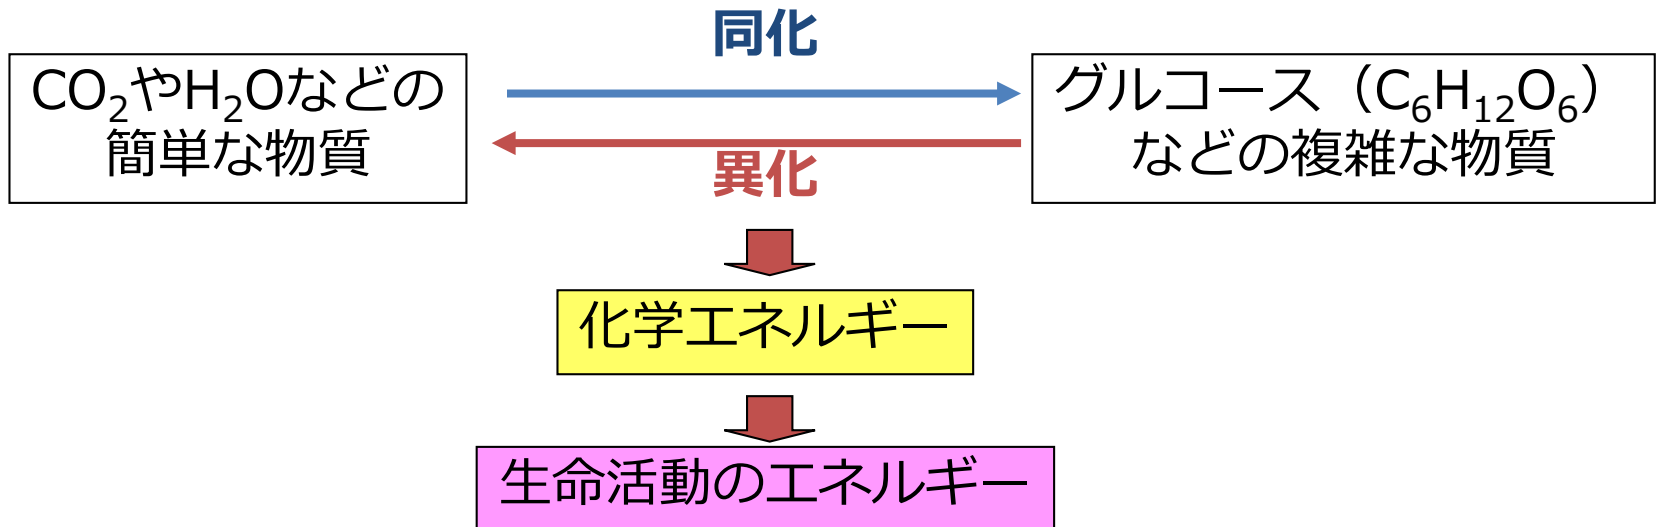 同化
CO₂やH₂Oなどの
簡単な物質
グルコース（C₆H₁₂O₆）
などの複雑な物質
異化
化学エネルギー
生命活動のエネルギー